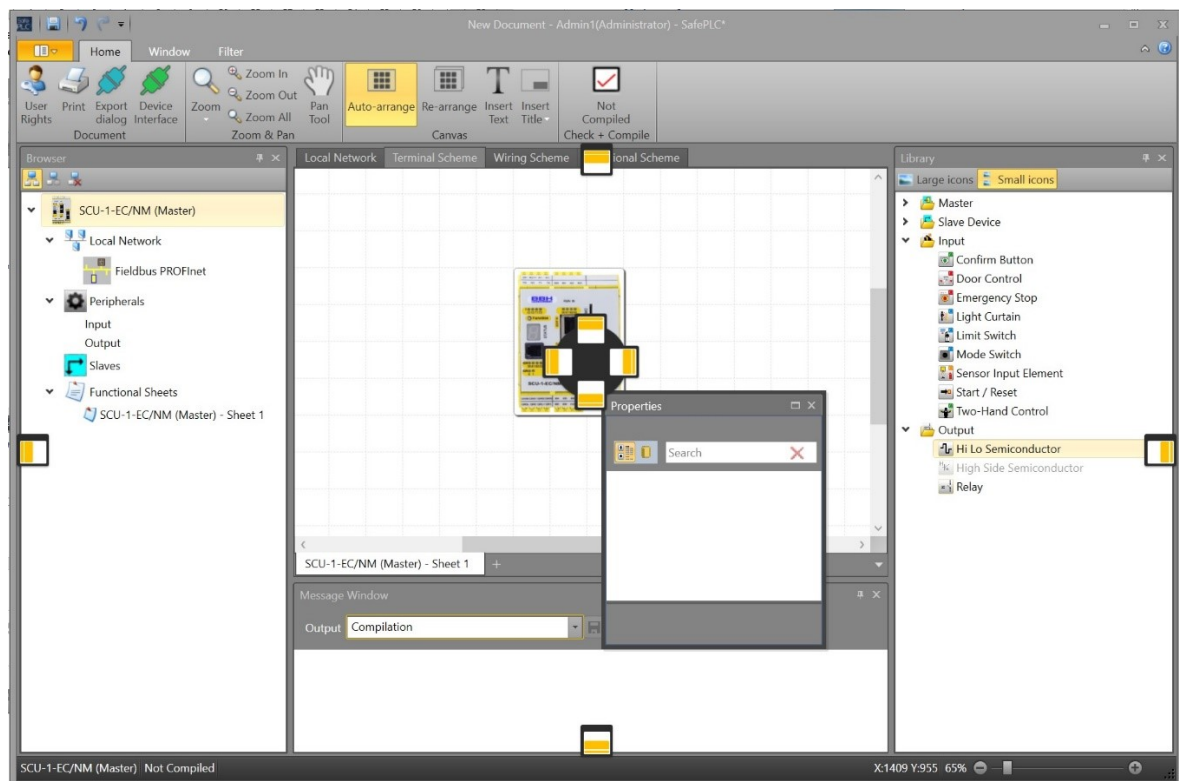 New Document - Admin1(Administrator) - SafePLC*
Home Window Filter
User Rights
Print
Export dialog
Device Interface
Document
Zoom
Zoom In
Zoom Out
Zoom All
Pan Tool
Zoom & Pan
Auto-arrange
Re-arrange
Insert Text
Insert Title
Canvas
Not Compiled
Check + Compile
Browser
SCU-1-EC/NM (Master)
Local Network
Fieldbus PROFInet
Peripherals
Input
Output
Slaves
Functional Sheets
SCU-1-EC/NM (Master) - Sheet 1
Local Network Terminal Scheme Wiring Scheme ional Scheme
BBH
SCU-1-EC/NM
SCU-1-EC/NM (Master) - Sheet 1 +
Properties
Search
Message Window
Output Compilation
Library
Large icons Small icons
Master
Slave Device
Input
Confirm Button
Door Control
Emergency Stop
Light Curtain
Limit Switch
Mode Switch
Sensor Input Element
Start / Reset
Two-Hand Control
Output
Hi Lo Semiconductor
High Side Semiconductor
Relay
SCU-1-EC/NM (Master) Not Compiled
X:1409 Y:955 65%